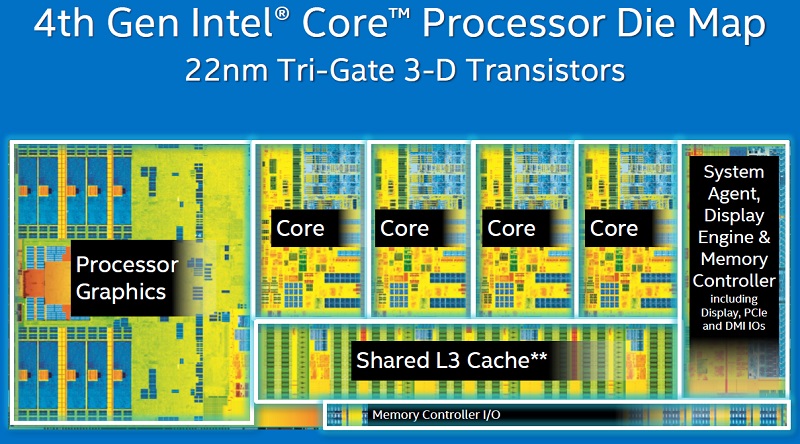 4th Gen Intel® Core™ Processor Die Map
22nm Tri-Gate 3-D Transistors
Processor
Graphics
Core
Core
Core
Core
System
Agent,
Display
Engine &
Memory
Controller
including
Display, PCIe
and DMI IOs
Shared L3 Cache**
Memory Controller I/O